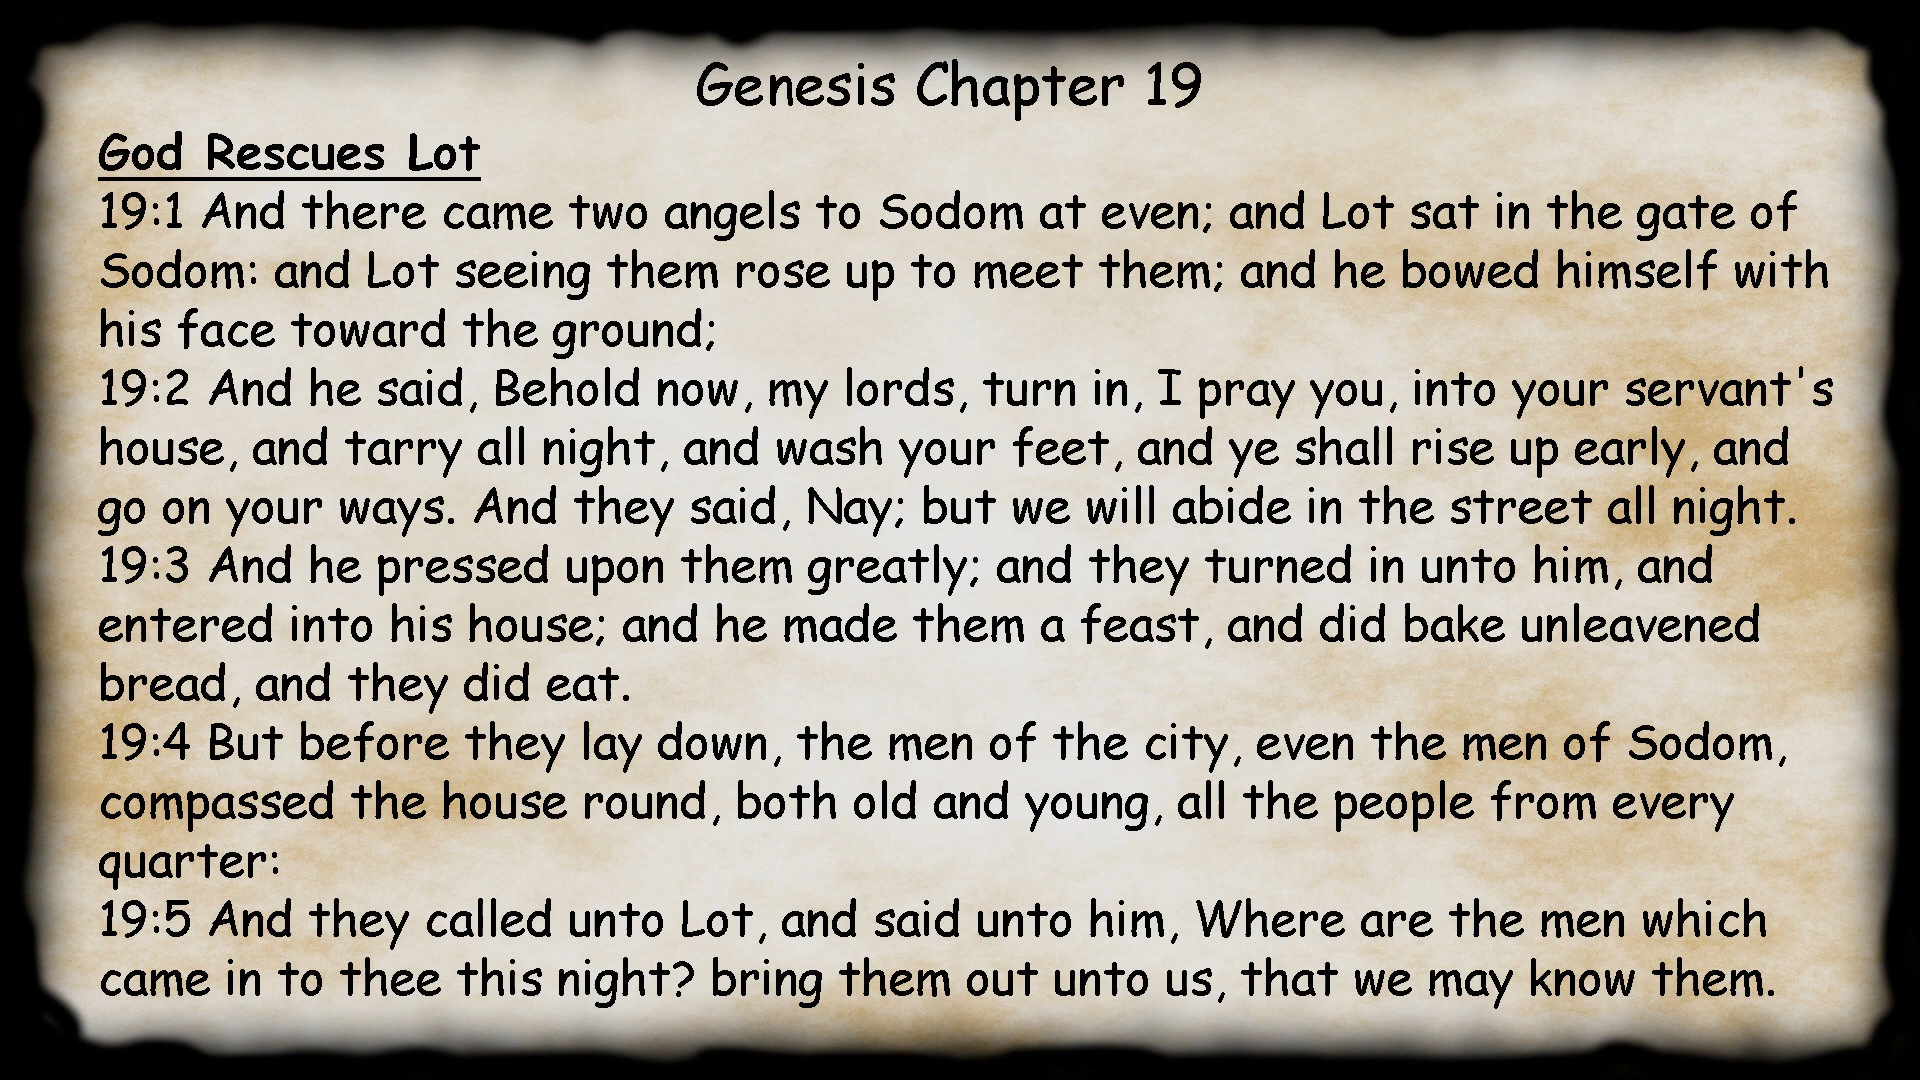 Genesis Chapter 19
God Rescues Lot
19:1 And there came two angels to Sodom at even; and Lot sat in the gate of
Sodom: and Lot seeing them rose up to meet them; and he bowed himself with
his face toward the ground;
19:2 And he said, Behold now, my lords, turn in, I pray you, into your servant's
house, and tarry all night, and wash your feet, and ye shall rise up early, and
go on your ways. And they said, Nay; but we will abide in the street all night.
19:3 And he pressed upon them greatly; and they turned in unto him, and
entered into his house; and he made them a feast, and did bake unleavened
bread, and they did eat.
19:4 But before they lay down, the men of the city, even the men of Sodom,
compassed the house round, both old and young, all the people from every
quarter:
19:5 And they called unto Lot, and said unto him, Where are the men which
came in to thee this night? bring them out unto us, that we may know them.